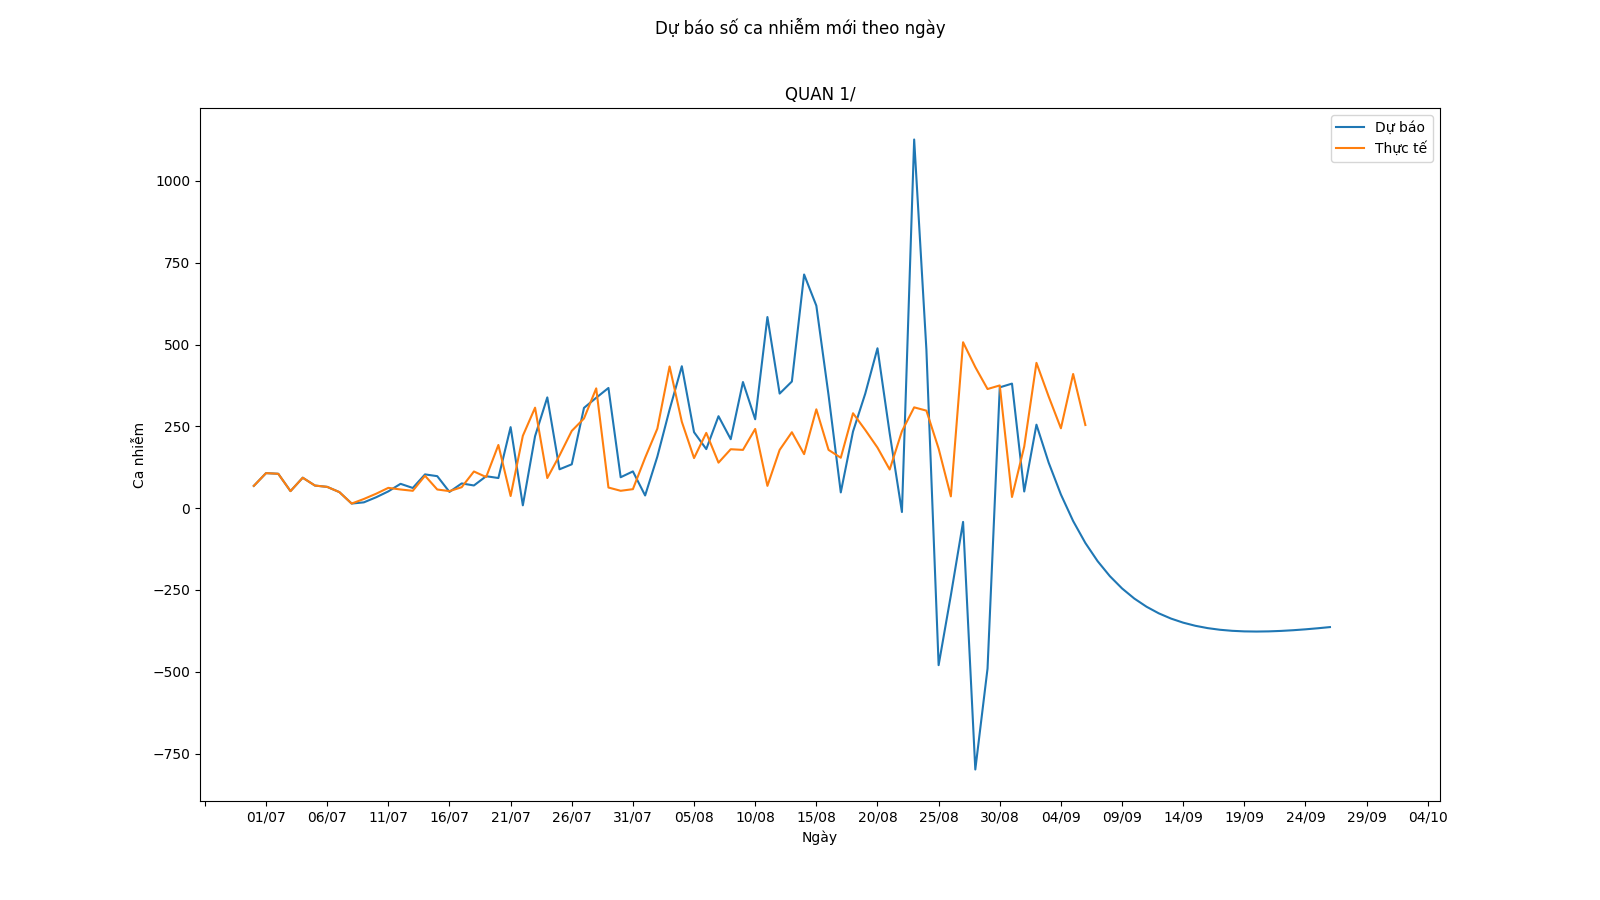 Dự báo số ca nhiễm mới theo ngày
QUAN 1/
Dự báo
Thực tế
1000
750
500
250
0
−250
−500
−750
Ca nhiễm
01/07 06/07 11/07 16/07 21/07 26/07 31/07 05/08 10/08 15/08 20/08 25/08 30/08 04/09 09/09 14/09 19/09 24/09 29/09 04/10
Ngày